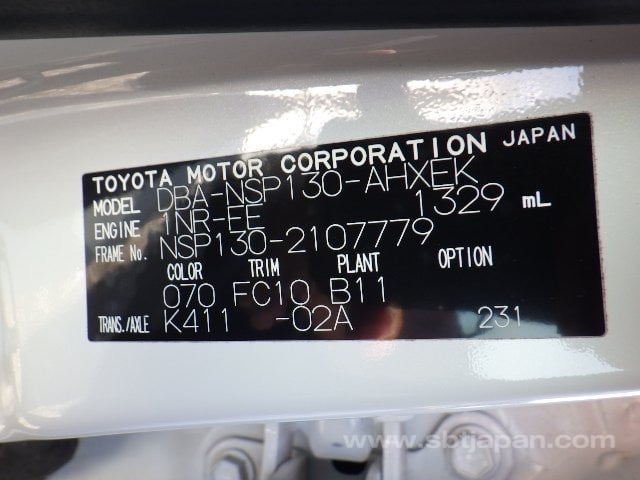 TOYOTA MOTOR CORPORATION JAPAN
MODEL DBA-NSP130-AHXEK
ENGINE 1NR-EE 1329 mL
FRAME No. NSP130-2107779
COLOR TRIM PLANT OPTION
070 FC10 B11
TRANS./AXLE K411 -02A 231
www.sbtjapan.com